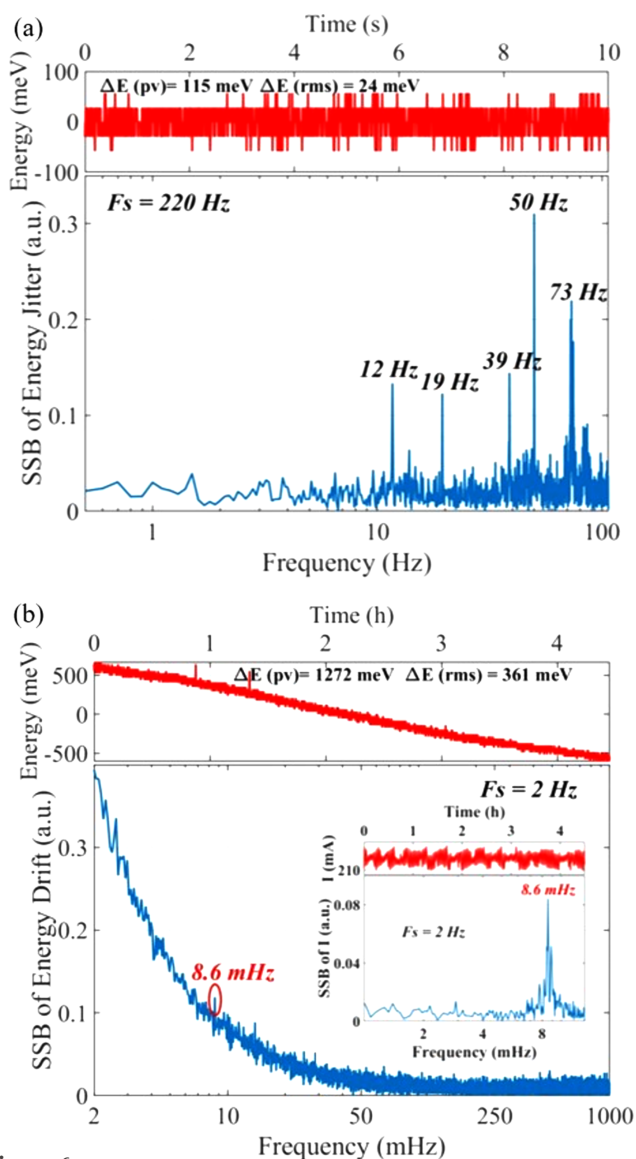 (a)
Time (s)
0 2 4 6 8 10
Energy (meV)
100
0
-100
ΔE (pv)= 115 meV ΔE (rms) = 24 meV
SSB of Energy Jitter (a.u.)
0.3
0.2
0.1
0
Fs = 220 Hz
50 Hz
73 Hz
12 Hz
19 Hz
39 Hz
1 10 100
Frequency (Hz)
(b)
Time (h)
0 1 2 3 4
Energy (meV)
500
0
-500
ΔE (pv)= 1272 meV ΔE (rms) = 361 meV
SSB of Energy Drift (a.u.)
0.3
0.2
0.1
0
Fs = 2 Hz
8.6 mHz
Time (h)
0 1 2 3 4
I (mA)
210
8.6 mHz
SSB of I (a.u.)
0.08
0.04
0
Fs = 2 Hz
2 4 8
Frequency (mHz)
2 10 50 250 1000
Frequency (mHz)